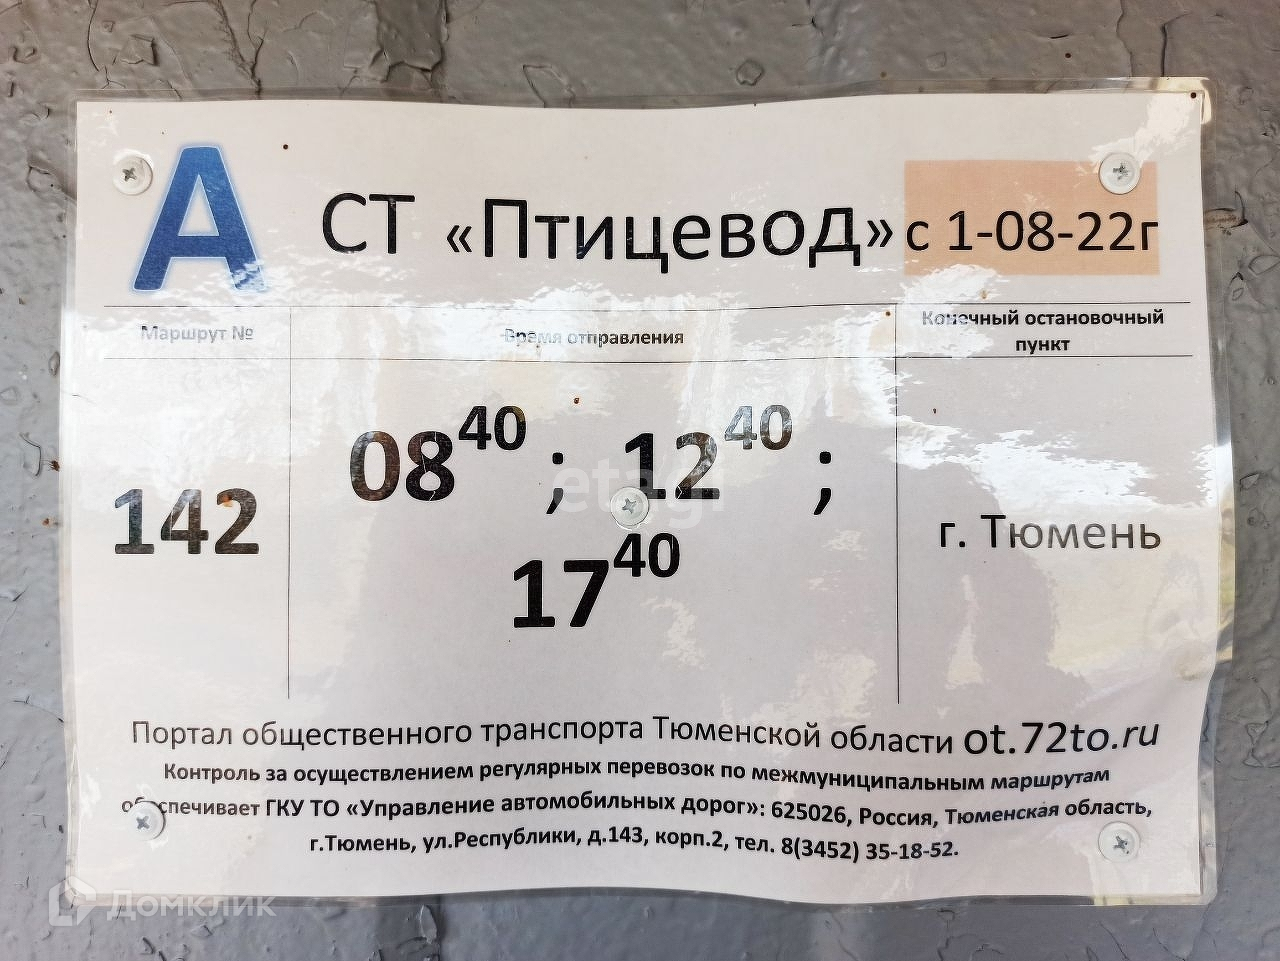 А СТ «Птицевод» с 1-08-22г
Маршрут №
Время отправления
Конечный остановочный
пункт
142
08⁴⁰ ; 12⁴⁰ ;
17⁴⁰
г. Тюмень
etagi
Портал общественного транспорта Тюменской области ot.72to.ru
Контроль за осуществлением регулярных перевозок по межмуниципальным маршрутам
обеспечивает ГКУ ТО «Управление автомобильных дорог»: 625026, Россия, Тюменская область,
г.Тюмень, ул.Республики, д.143, корп.2, тел. 8(3452) 35-18-52.
Домклик